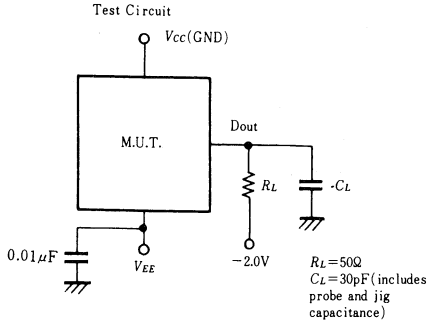 Test Circuit
Vcc(GND)
M.U.T.
Dout
RL
-CL
0.01μF
VEE
−2.0V
RL=50Ω
CL=30pF(includes
probe and jig
capacitance)